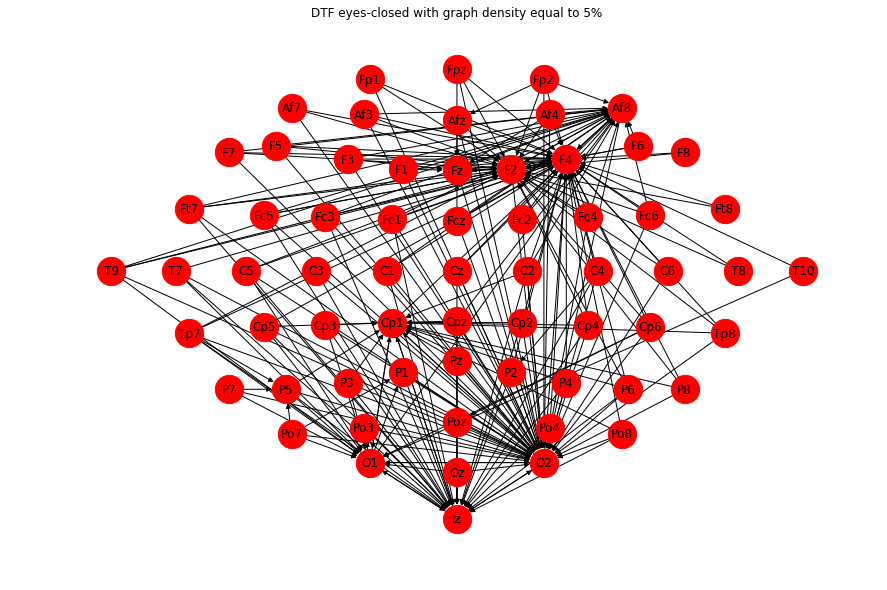 DTF eyes-closed with graph density equal to 5%
Fpz
Fp1 Fp2
Af7 Af3 Afz Af4 Af8
F7 F5 F3 F1 Fz F2 F4 F6 F8
Ft7 Fc5 Fc3 Fc1 Fcz Fc2 Fc4 Fc6 Ft8
T9 T7 C5 C3 C1 Cz C2 C4 C6 T8 T10
Tp7 Cp5 Cp3 Cp1 Cpz Cp2 Cp4 Cp6 Tp8
P7 P5 P3 P1 Pz P2 P4 P6 P8
Po7 Po3 Poz Po4 Po8
O1 Oz O2
Iz